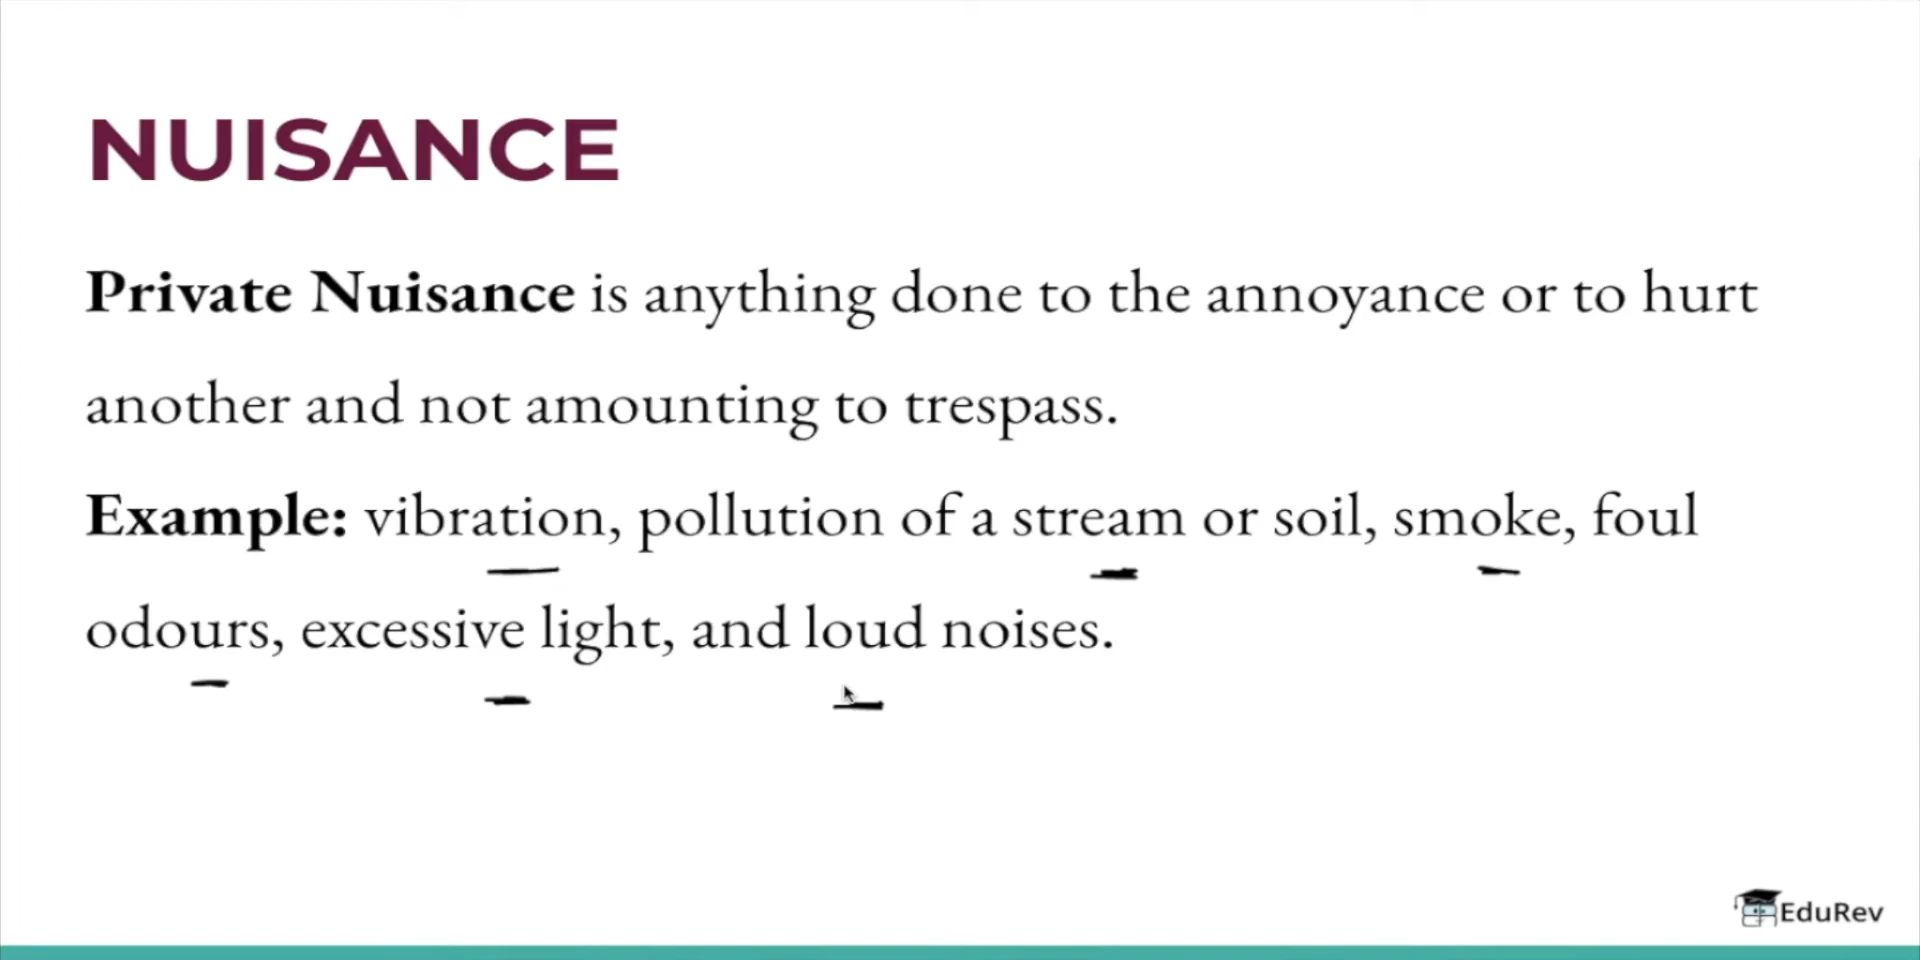 NUISANCE
Private Nuisance is anything done to the annoyance or to hurt
another and not amounting to trespass.
Example: vibration, pollution of a stream or soil, smoke, foul
odours, excessive light, and loud noises.
EduRev